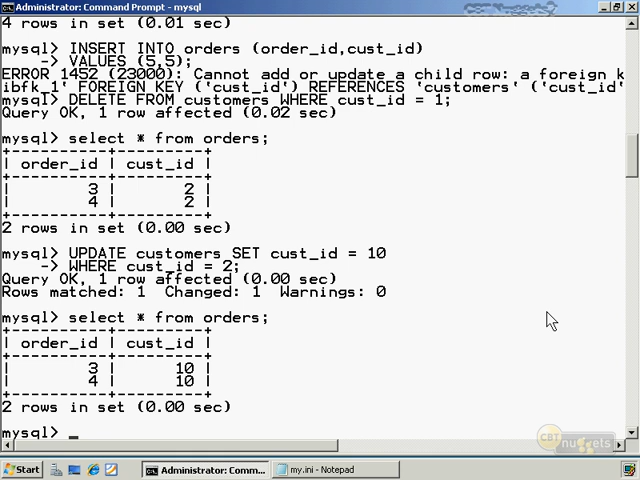 Administrator: Command Prompt - mysql
4 rows in set (0.01 sec)
mysql> INSERT INTO orders (order_id,cust_id)
    -> VALUES (5,5);
ERROR 1452 (23000): Cannot add or update a child row: a foreign k
ibfk_1` FOREIGN KEY (`cust_id`) REFERENCES `customers` (`cust_id`
mysql> DELETE FROM customers WHERE cust_id = 1;
Query OK, 1 row affected (0.02 sec)
mysql> select * from orders;
+----------+---------+
| order_id | cust_id |
+----------+---------+
|        3 |       2 |
|        4 |       2 |
+----------+---------+
2 rows in set (0.00 sec)
mysql> UPDATE customers SET cust_id = 10
    -> WHERE cust_id = 2;
Query OK, 1 row affected (0.00 sec)
Rows matched: 1  Changed: 1  Warnings: 0
mysql> select * from orders;
+----------+---------+
| order_id | cust_id |
+----------+---------+
|        3 |      10 |
|        4 |      10 |
+----------+---------+
2 rows in set (0.00 sec)
mysql> _
CBT nuggets
Start
Administrator: Comm...
my.ini - Notepad